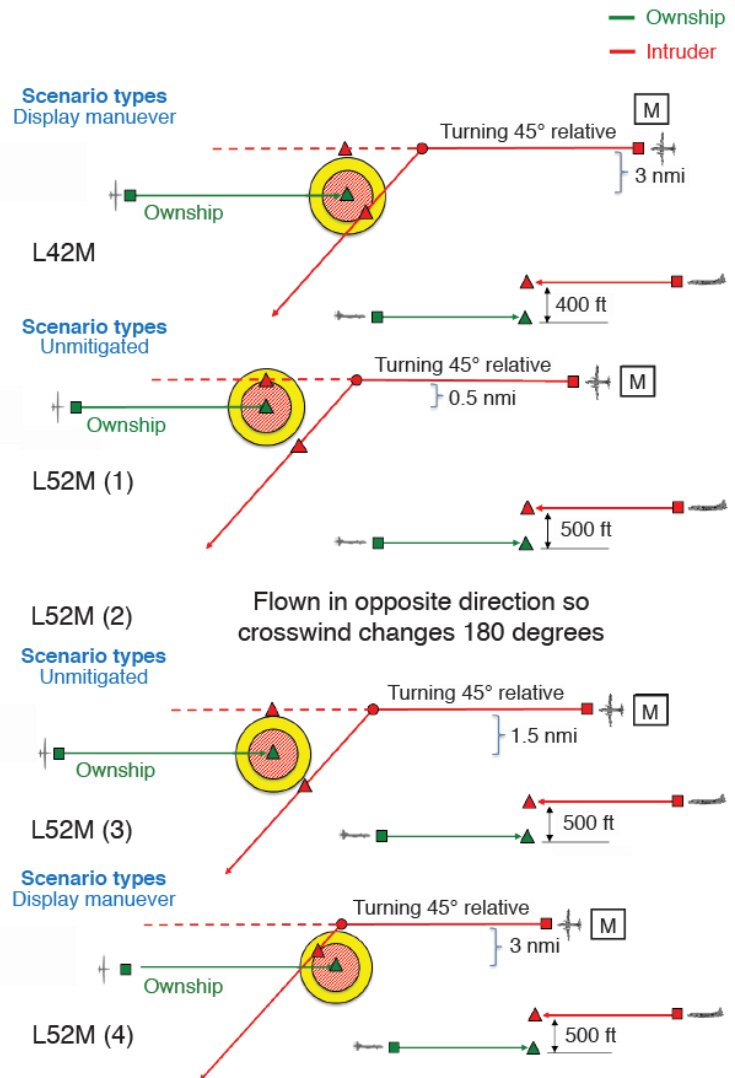 Ownship
Intruder
Scenario types
Display manuever
M
Turning 45° relative
3 nmi
Ownship
L42M
400 ft
Scenario types
Unmitigated
Turning 45° relative
M
0.5 nmi
Ownship
L52M (1)
500 ft
L52M (2)
Flown in opposite direction so
crosswind changes 180 degrees
Scenario types
Unmitigated
Turning 45° relative
M
1.5 nmi
Ownship
L52M (3)
500 ft
Scenario types
Display manuever
Turning 45° relative
M
3 nmi
Ownship
L52M (4)
500 ft